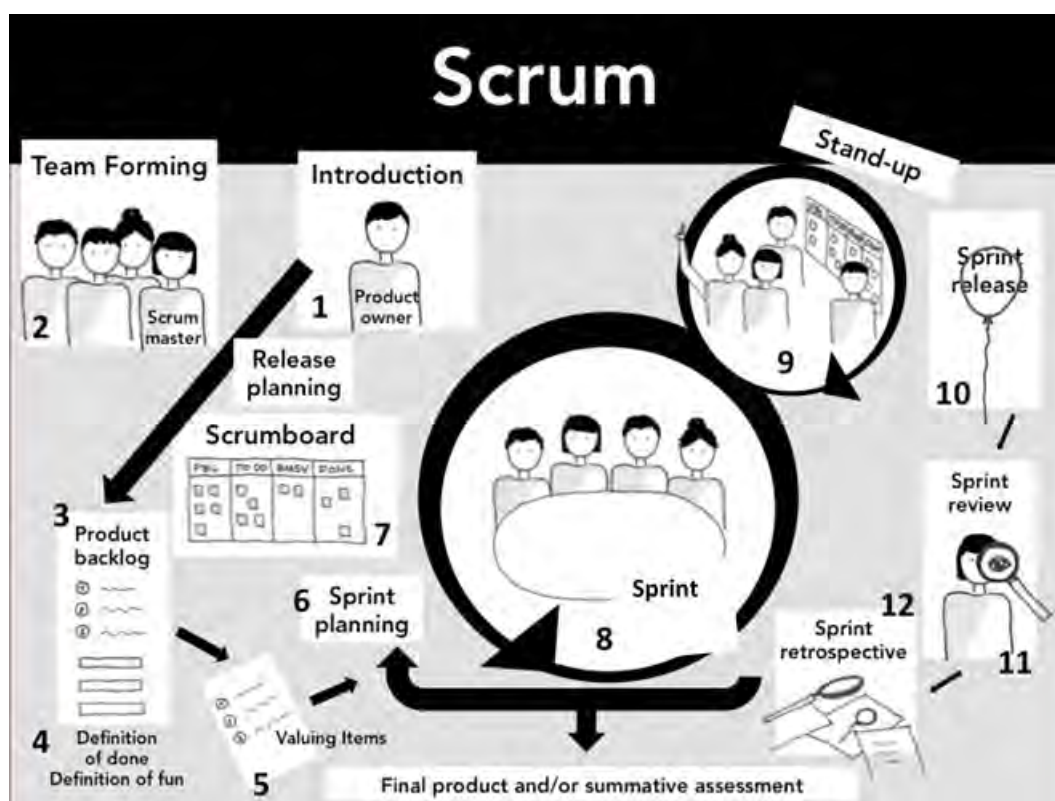 Scrum
Team Forming
2
Scrum
master
Introduction
1
Product
owner
Release
planning
Stand-up
9
Sprint
release
10
Scrumboard
PBL
TO DO
BUSY
DONE
7
3
Product
backlog
4
Definition
of done
Definition of fun
5
Valuing Items
6
Sprint
planning
Sprint
8
Sprint
review
11
12
Sprint
retrospective
Final product and/or summative assessment